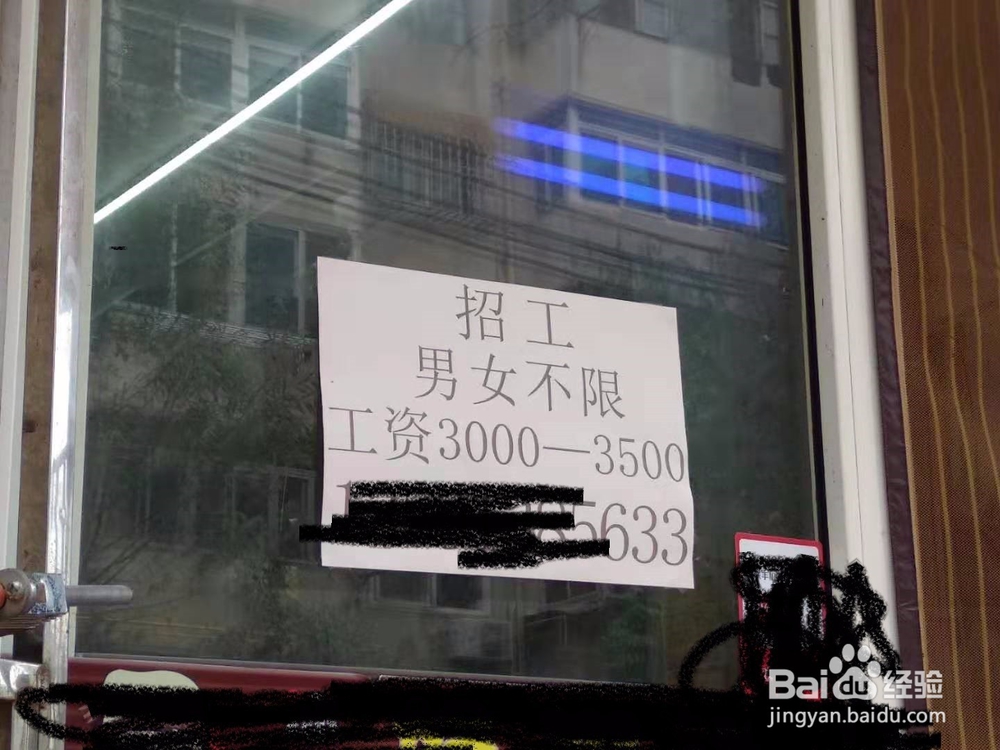 招工
男女不限
工资3000—3500
5633
Baidu经验
jingyan.baidu.com